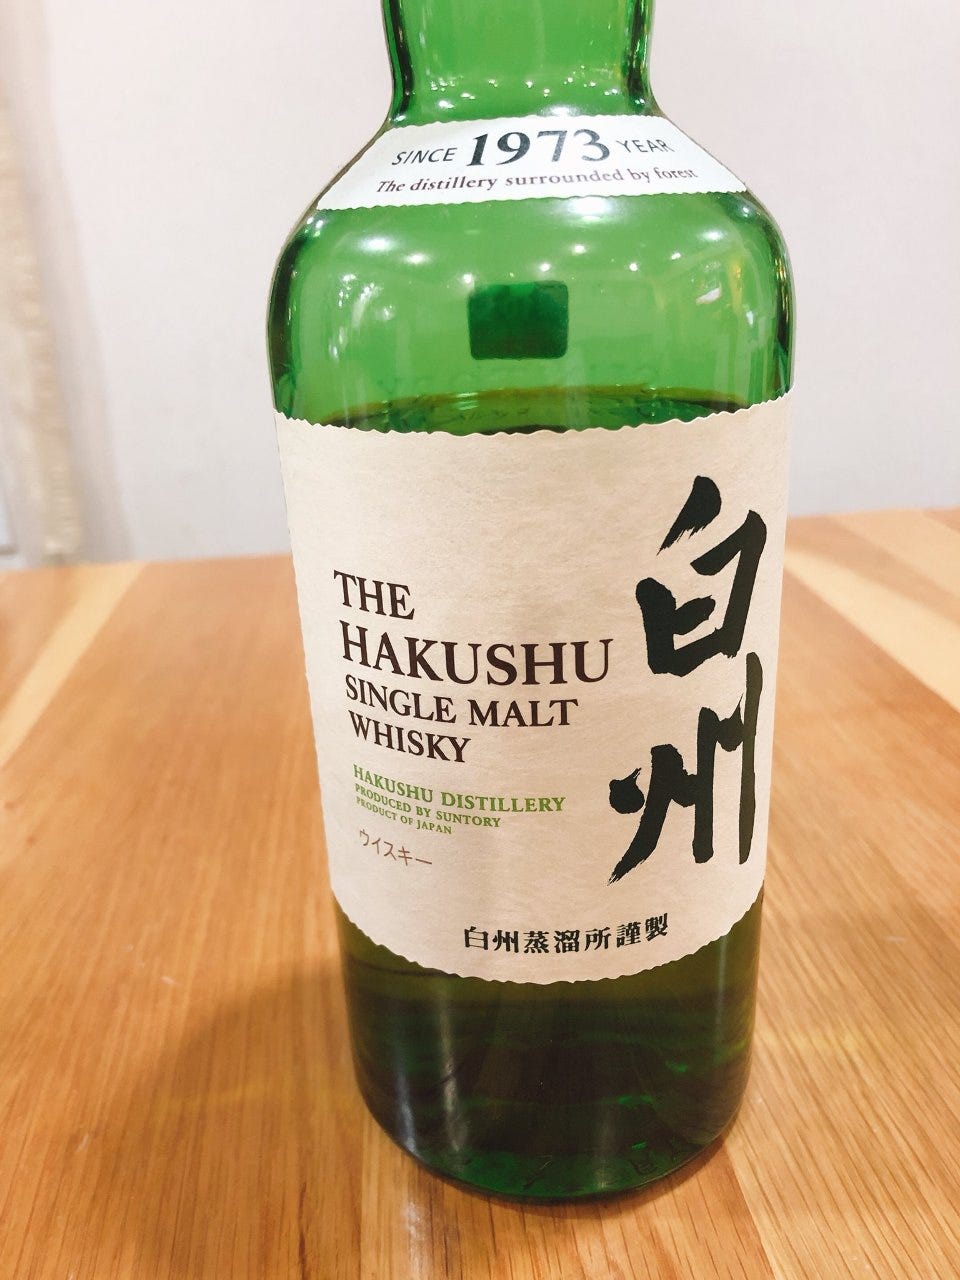 SINCE 1973 YEAR
The distillery surrounded by forest
THE
HAKUSHU
SINGLE MALT
WHISKY
HAKUSHU DISTILLERY
PRODUCED BY SUNTORY
PRODUCT OF JAPAN
ウイスキー
白州
白州蒸溜所謹製